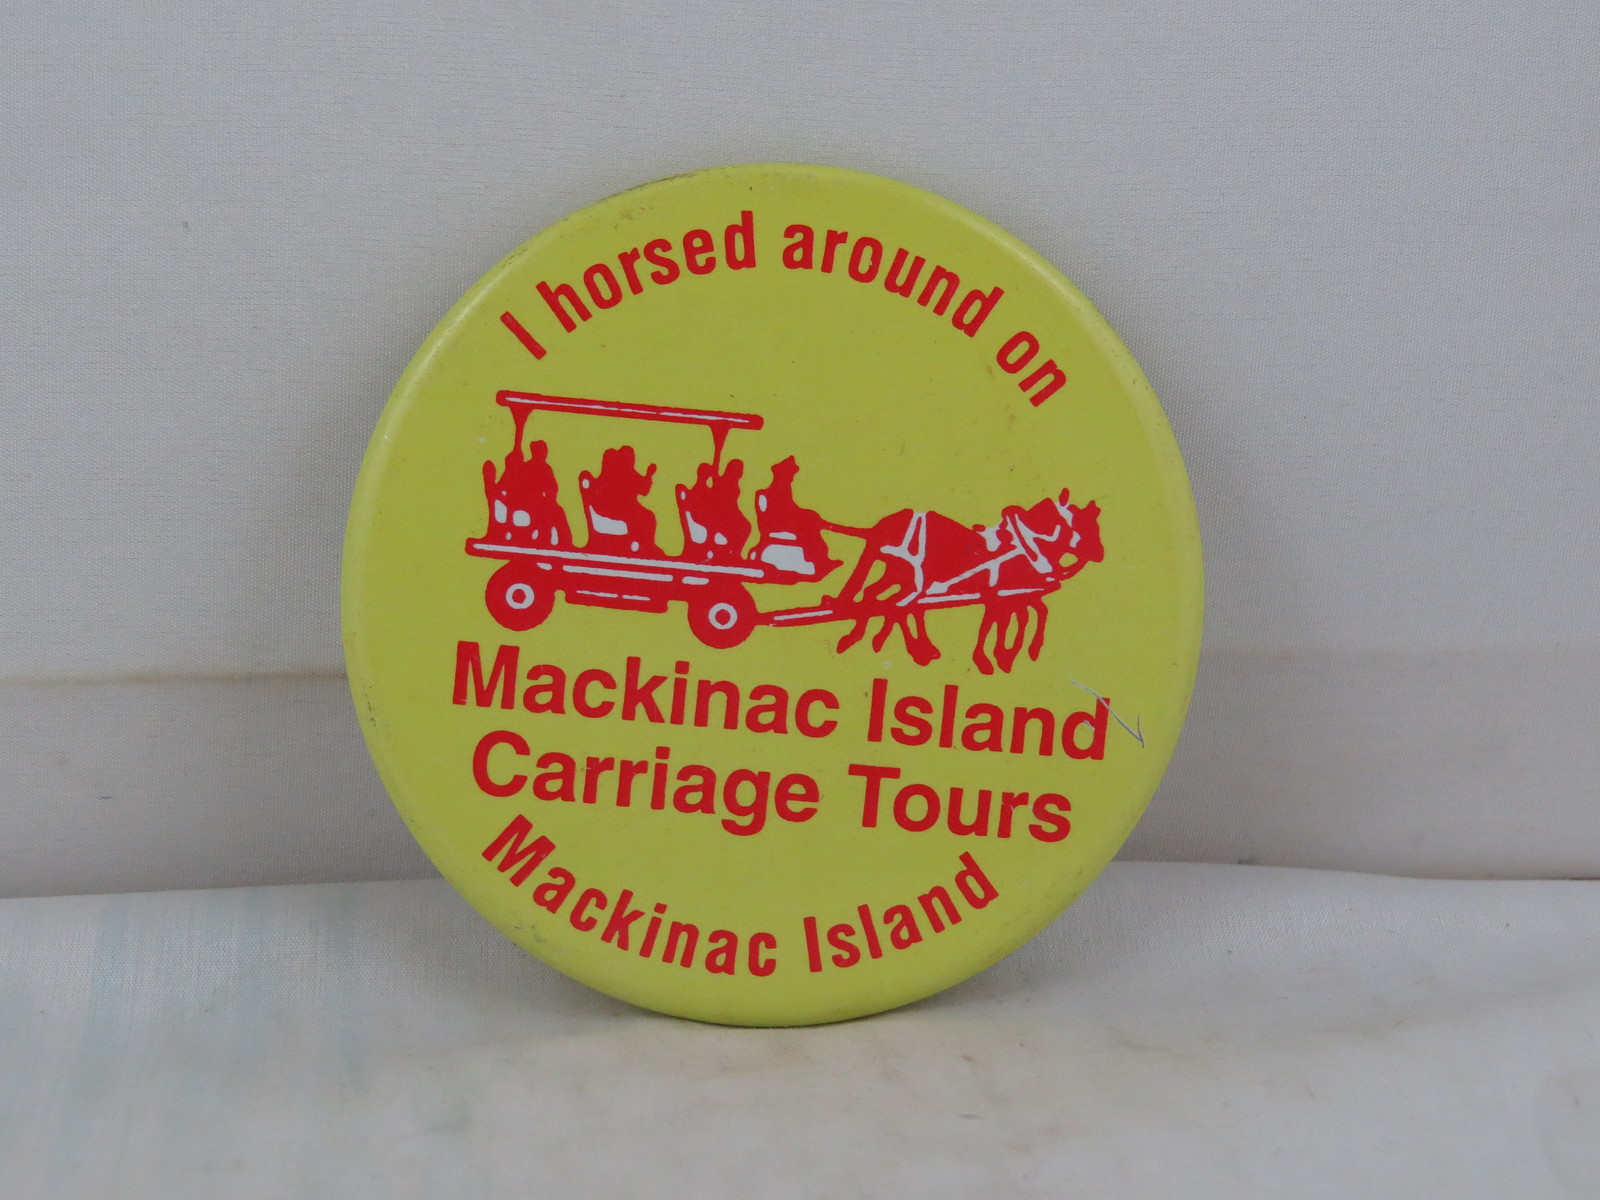 I horsed around on
Mackinac Island
Carriage Tours
Mackinac Island